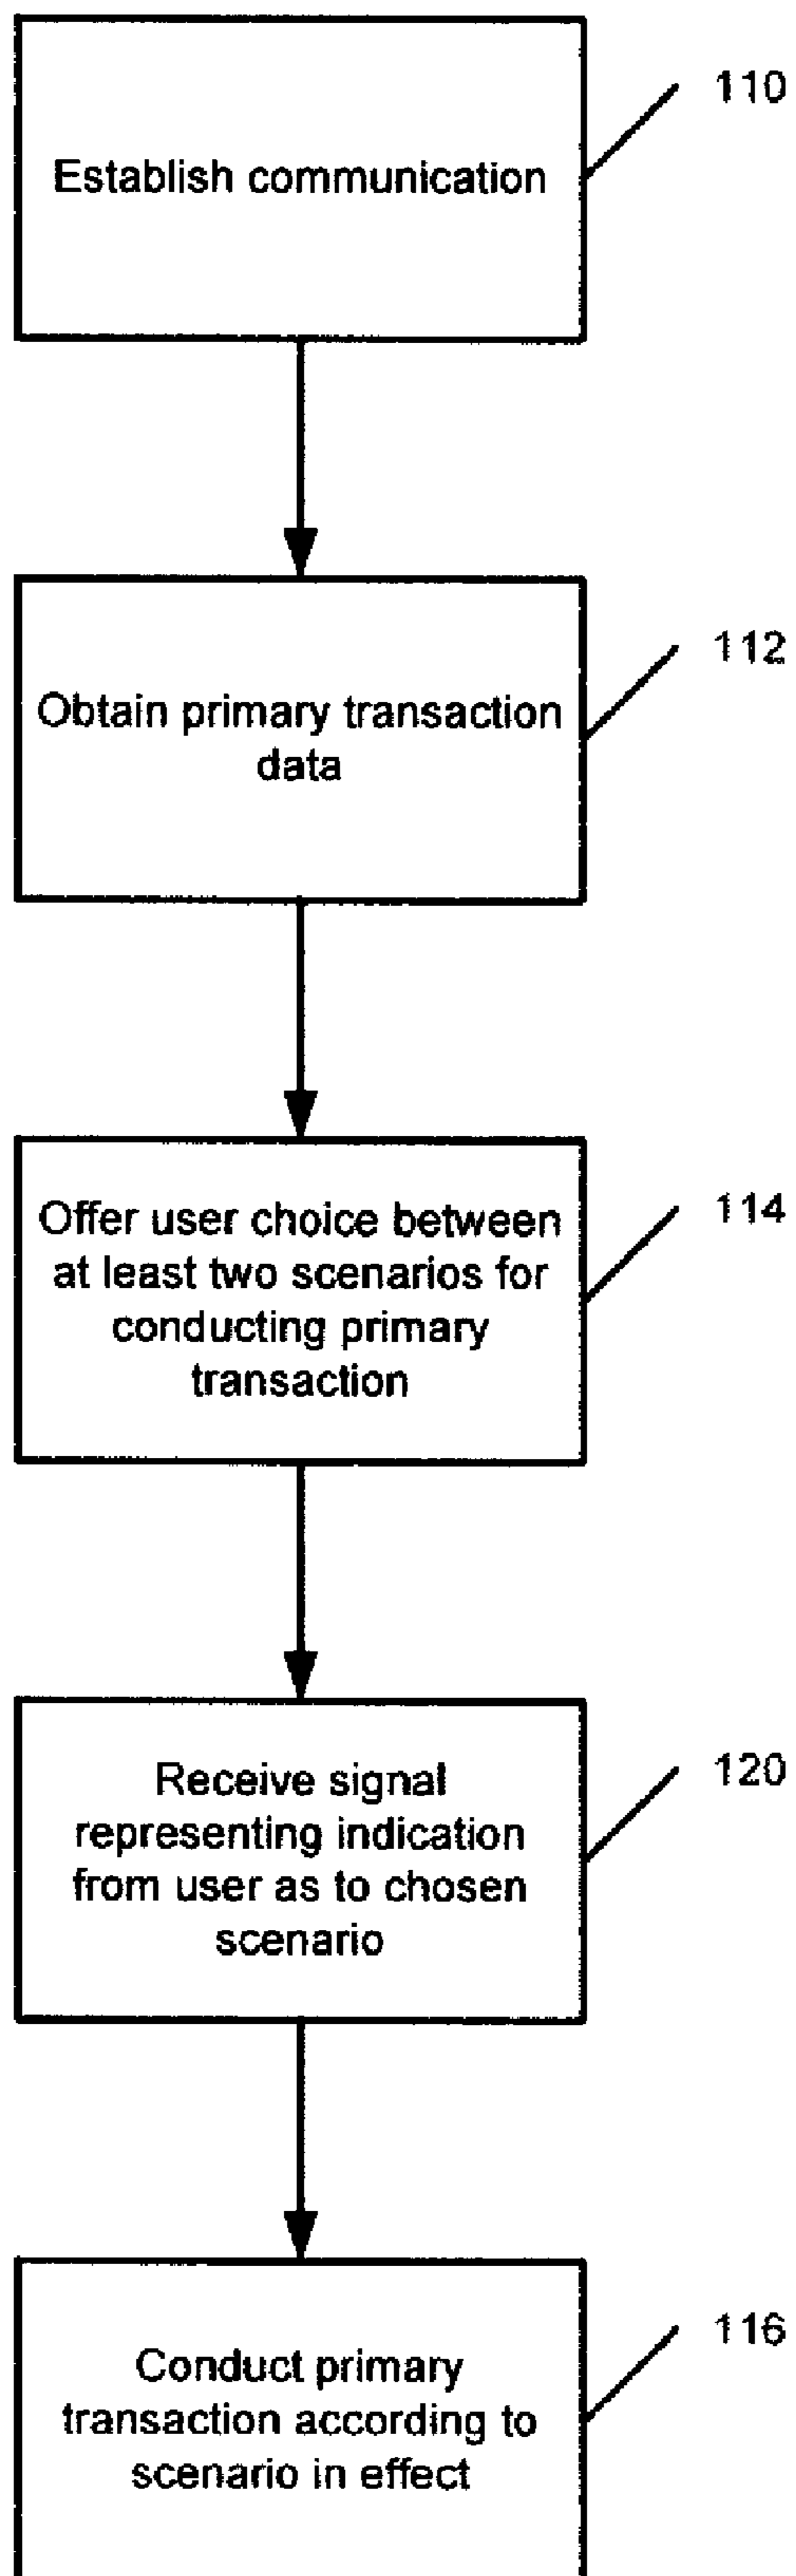 Establish communication
110
Obtain primary transaction
data
112
Offer user choice between
at least two scenarios for
conducting primary
transaction
114
Receive signal
representing indication
from user as to chosen
scenario
120
Conduct primary
transaction according to
scenario in effect
116